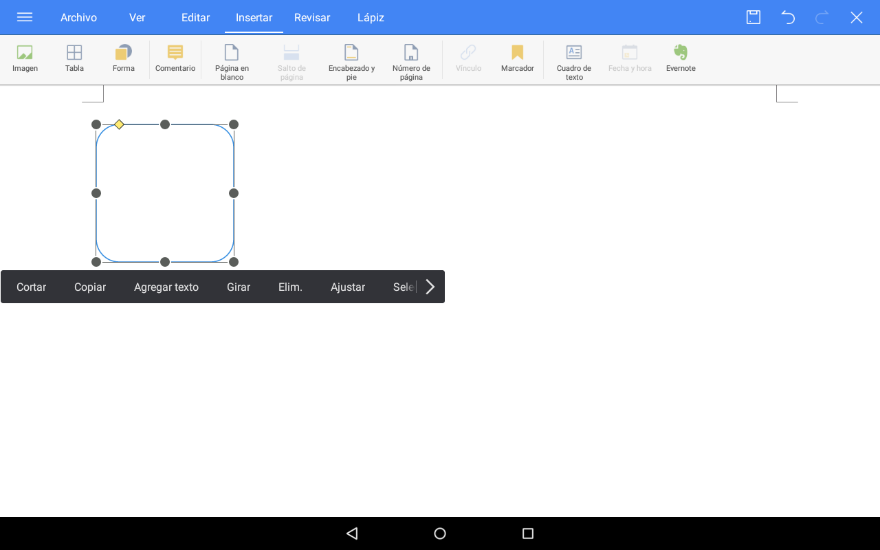 Archivo Ver Editar Insertar Revisar Lápiz
Imagen Tabla Forma Comentario Página en blanco Salto de página Encabezado y pie Número de página Vínculo Marcador Cuadro de texto Fecha y hora Evernote
Cortar Copiar Agregar texto Girar Elim. Ajustar Sele